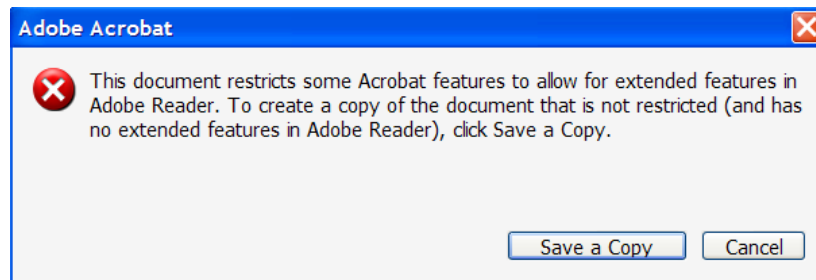 Adobe Acrobat
This document restricts some Acrobat features to allow for extended features in
Adobe Reader. To create a copy of the document that is not restricted (and has
no extended features in Adobe Reader), click Save a Copy.
Save a Copy Cancel